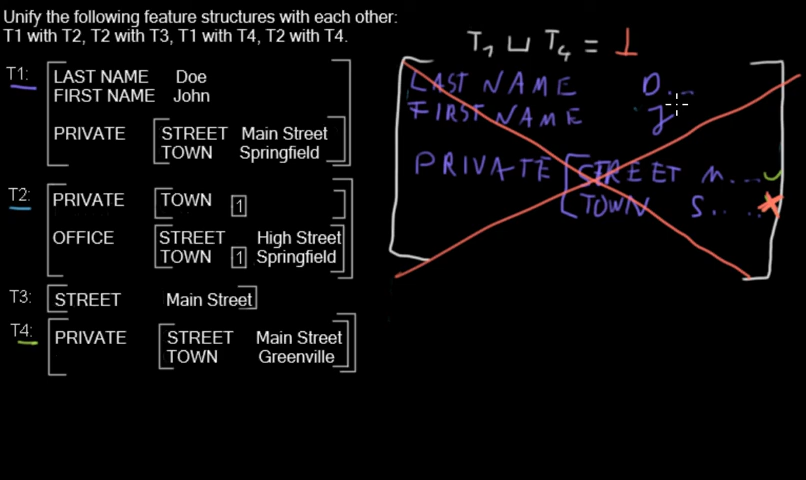 Unify the following feature structures with each other:
T1 with T2, T2 with T3, T1 with T4, T2 with T4.
T1:
LAST NAME Doe
FIRST NAME John
PRIVATE STREET Main Street
TOWN Springfield
T2:
PRIVATE TOWN 1
OFFICE STREET High Street
TOWN 1 Springfield
T3: STREET Main Street
T4: PRIVATE STREET Main Street
TOWN Greenville
T1 ⊔ T4 = ⊥
LAST NAME D...
FIRST NAME J
PRIVATE STREET M....
TOWN S.....